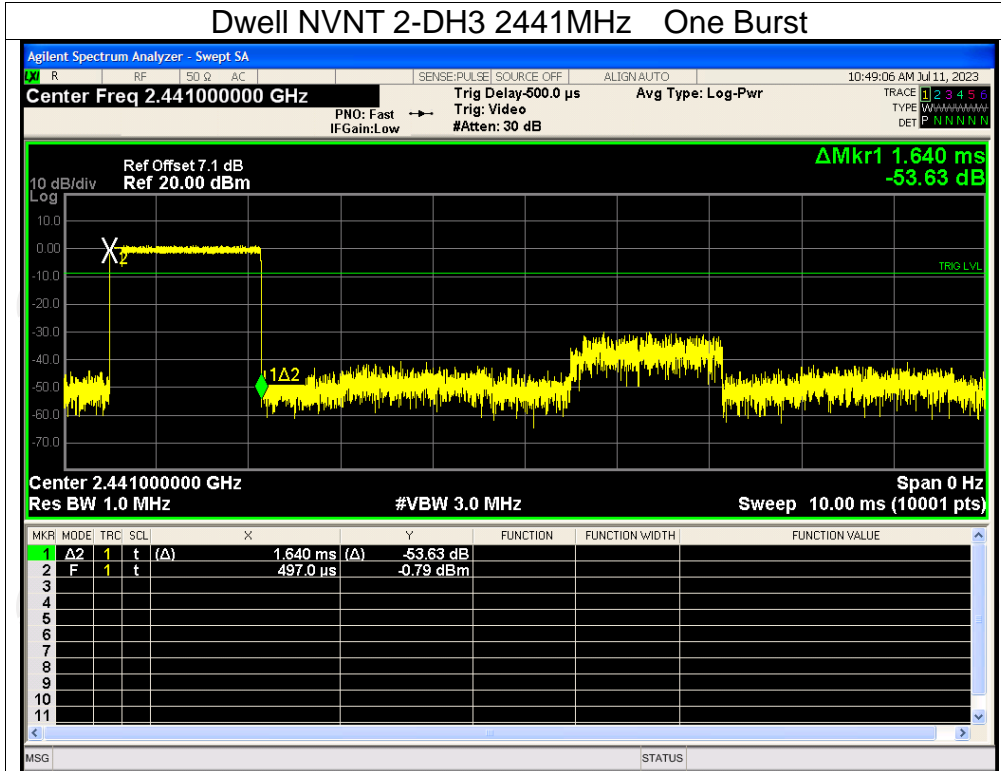 Dwell NVNT 2-DH3 2441MHz One Burst
Agilent Spectrum Analyzer - Swept SA
LXI R RF 50 Ω AC SENSE:PULSE SOURCE OFF ALIGN AUTO 10:49:06 AM Jul 11, 2023
Center Freq 2.441000000 GHz Trig Delay-500.0 µs Avg Type: Log-Pwr TRACE 1 2 3 4 5 6
PNO: Fast Trig: Video TYPE WWWWWW
IFGain:Low #Atten: 30 dB DET P N N N N N
ΔMkr1 1.640 ms
-53.63 dB
Ref Offset 7.1 dB
10 dB/div Ref 20.00 dBm
Log
10.0
0.00
-10.0
-20.0
-30.0
-40.0
-50.0
-60.0
-70.0
X2
TRIG LVL
1Δ2
Center 2.441000000 GHz Span 0 Hz
Res BW 1.0 MHz #VBW 3.0 MHz Sweep 10.00 ms (10001 pts)
MKR MODE TRC SCL X Y FUNCTION FUNCTION WIDTH FUNCTION VALUE
1 Δ2 1 t (Δ) 1.640 ms (Δ) -53.63 dB
2 F 1 t 497.0 µs -0.79 dBm
3
4
5
6
7
8
9
10
11
MSG STATUS